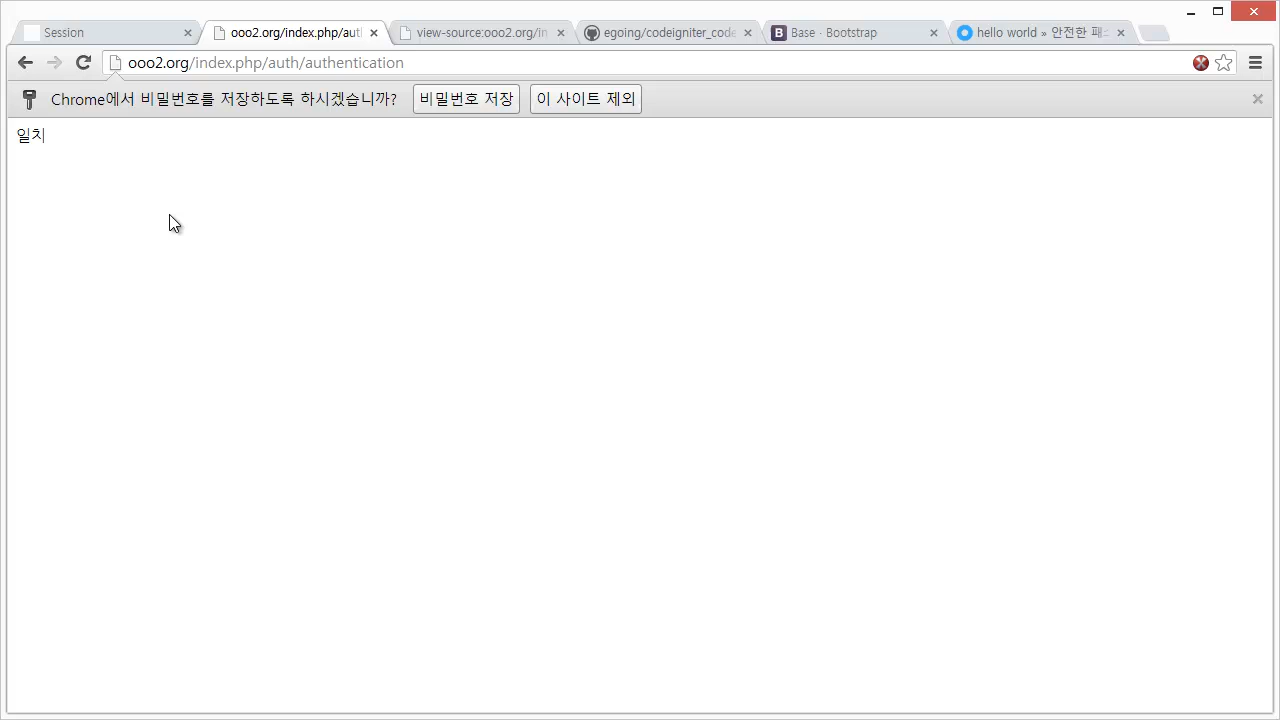 Session
ooo2.org/index.php/aut
view-source:ooo2.org/in
egoing/codeigniter_code
Base · Bootstrap
hello world » 안전한 패스
ooo2.org/index.php/auth/authentication
Chrome에서 비밀번호를 저장하도록 하시겠습니까?
비밀번호 저장
이 사이트 제외
일치